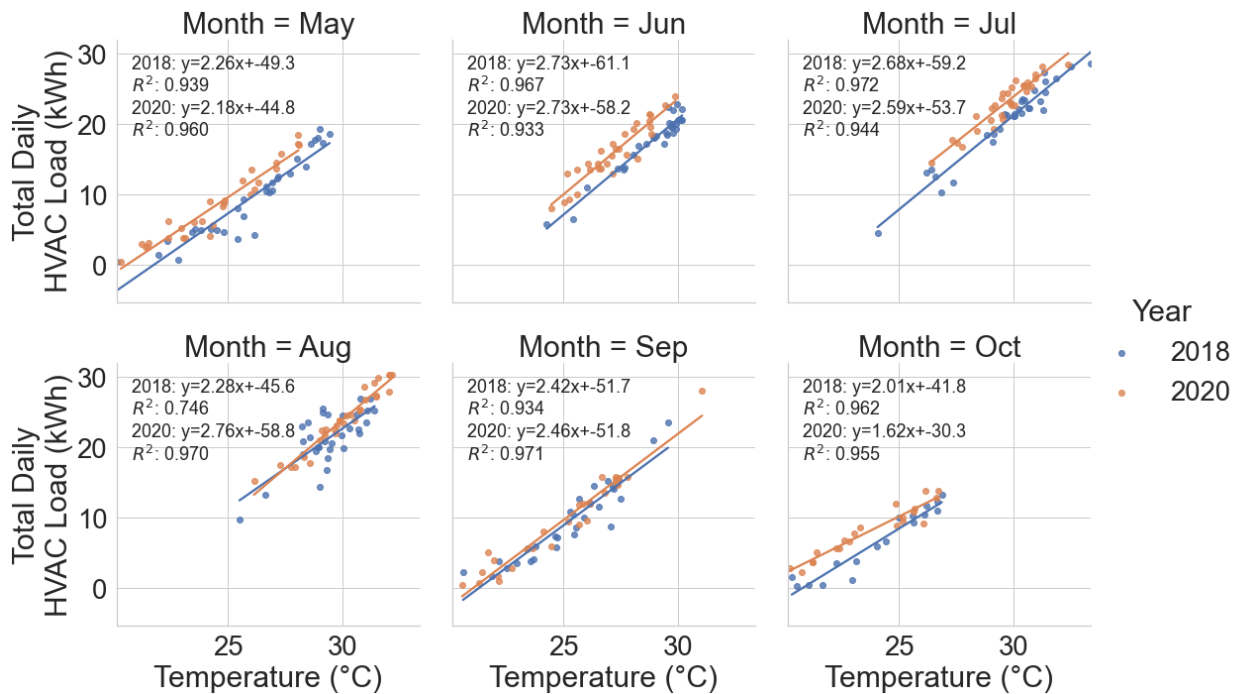 Month = May
Month = Jun
Month = Jul
Total Daily
HVAC Load (kWh)
30
20
10
0
2018: y=2.26x+-49.3
R²: 0.939
2020: y=2.18x+-44.8
R²: 0.960
2018: y=2.73x+-61.1
R²: 0.967
2020: y=2.73x+-58.2
R²: 0.933
2018: y=2.68x+-59.2
R²: 0.972
2020: y=2.59x+-53.7
R²: 0.944
25
30
Year
2018
2020
Month = Aug
Month = Sep
Month = Oct
Total Daily
HVAC Load (kWh)
30
20
10
0
2018: y=2.28x+-45.6
R²: 0.746
2020: y=2.76x+-58.8
R²: 0.970
2018: y=2.42x+-51.7
R²: 0.934
2020: y=2.46x+-51.8
R²: 0.971
2018: y=2.01x+-41.8
R²: 0.962
2020: y=1.62x+-30.3
R²: 0.955
25
30
25
30
25
30
Temperature (°C)
Temperature (°C)
Temperature (°C)